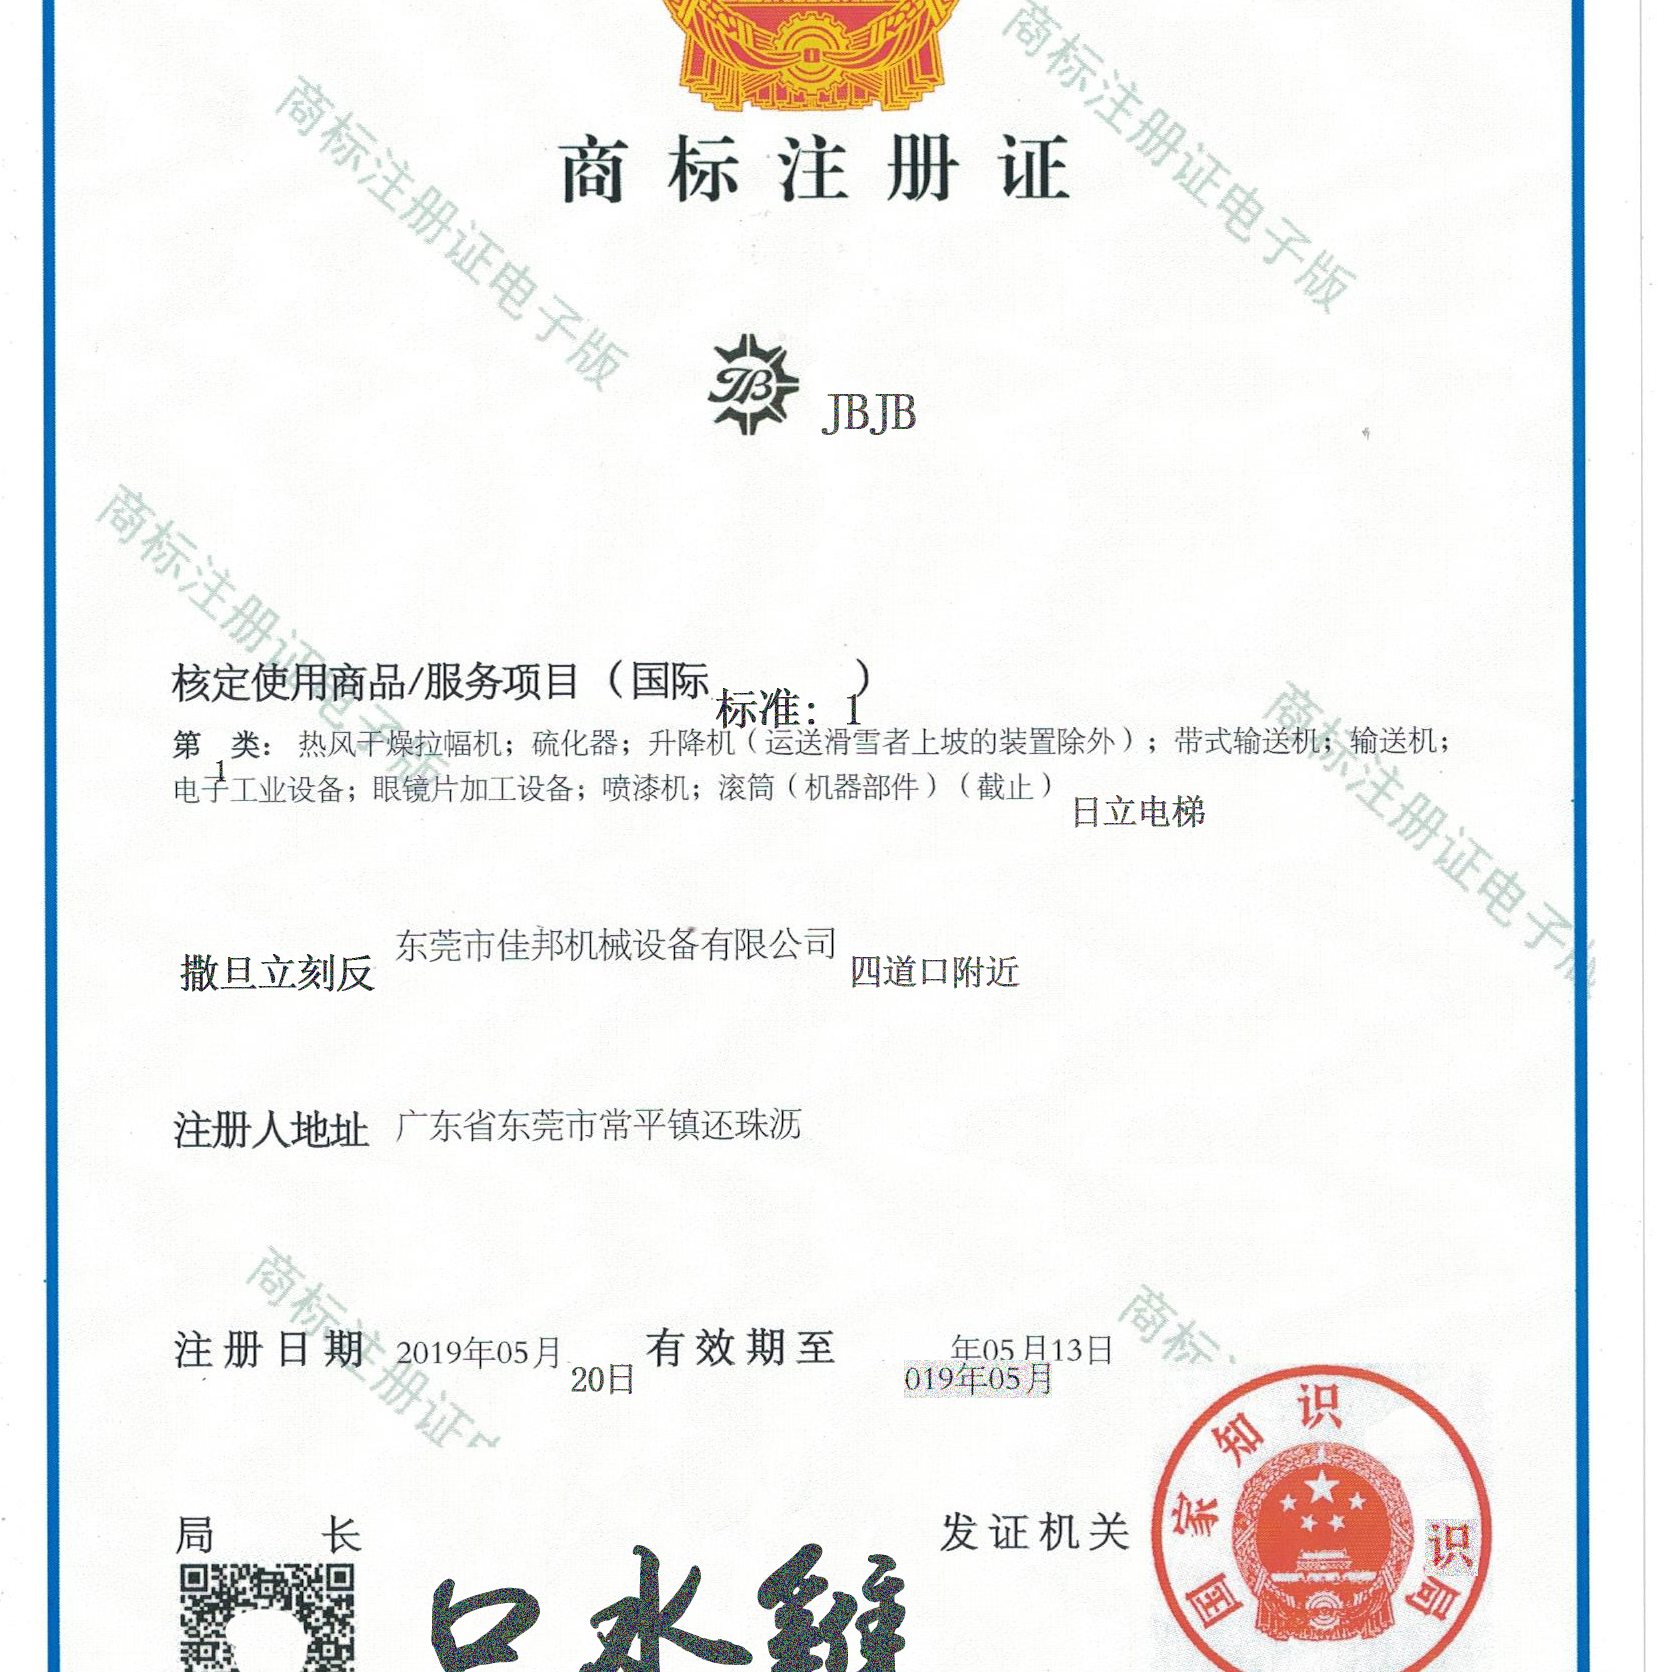 商标注册证
JB JBJB
核定使用商品/服务项目（国际标准：1）
第1类：热风干燥拉幅机；硫化器；升降机（运送滑雪者上坡的装置除外）；带式输送机；输送机；
电子工业设备；眼镜片加工设备；喷漆机；滚筒（机器部件）（截止）日立电梯
撒旦立刻反 东莞市佳邦机械设备有限公司 四道口附近
注册人地址 广东省东莞市常平镇还珠沥
注册日期 2019年05月20日 有效期至 年05月13日
019年05月
局长 发证机关
口水鸡
国家知识识局
商标注册证电子版
商标注册证电子版
商标注册证电子版
商标注册证电子版
商标注册证电
商标注